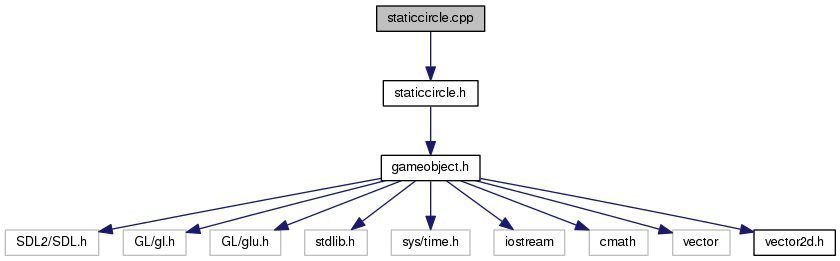 staticcircle.cpp
staticcircle.h
gameobject.h
SDL2/SDL.h
GL/gl.h
GL/glu.h
stdlib.h
sys/time.h
iostream
cmath
vector
vector2d.h